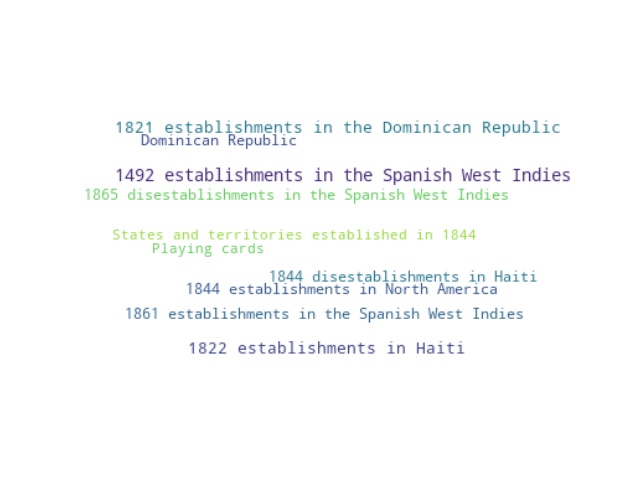 1821 establishments in the Dominican Republic
Dominican Republic
1492 establishments in the Spanish West Indies
1865 disestablishments in the Spanish West Indies
States and territories established in 1844
Playing cards
1844 disestablishments in Haiti
1844 establishments in North America
1861 establishments in the Spanish West Indies
1822 establishments in Haiti